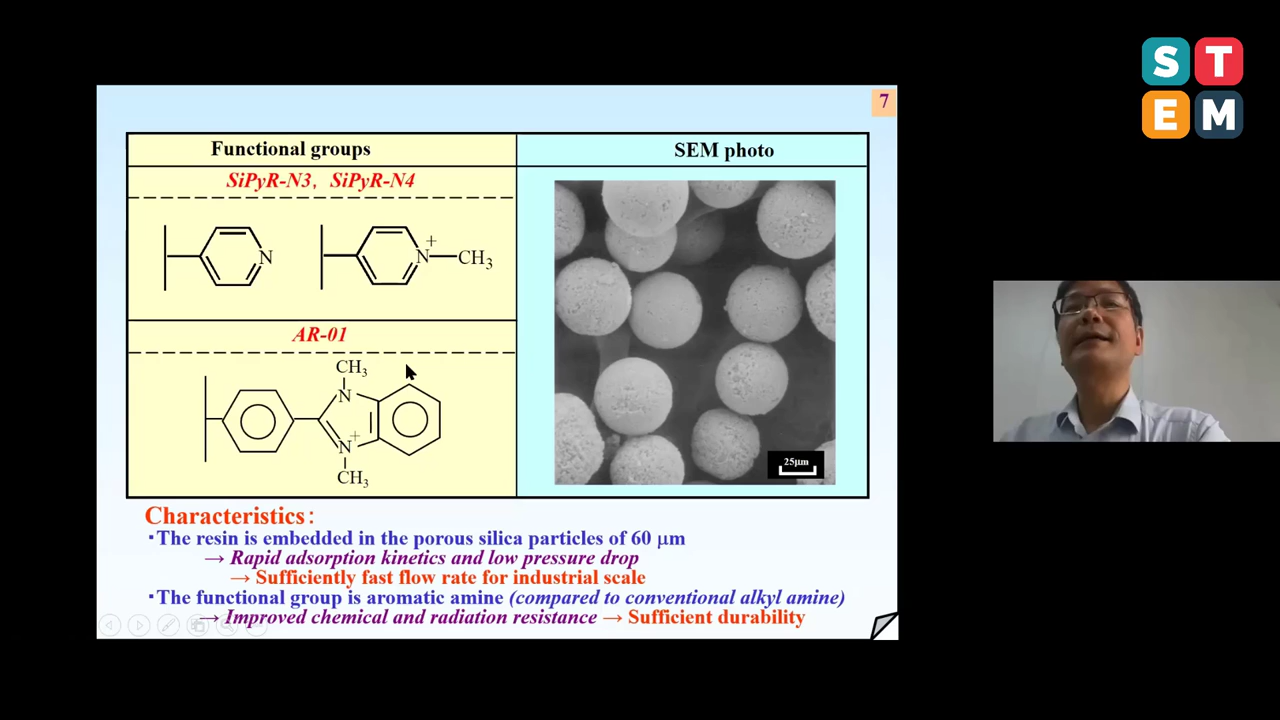 S T
E M
7
Functional groups
SEM photo
SiPyR-N3, SiPyR-N4
N
+
N
CH3
AR-01
CH3
N
N
+
CH3
25μm
Characteristics:
・The resin is embedded in the porous silica particles of 60 μm
→ Rapid adsorption kinetics and low pressure drop
→ Sufficiently fast flow rate for industrial scale
・The functional group is aromatic amine (compared to conventional alkyl amine)
→ Improved chemical and radiation resistance → Sufficient durability